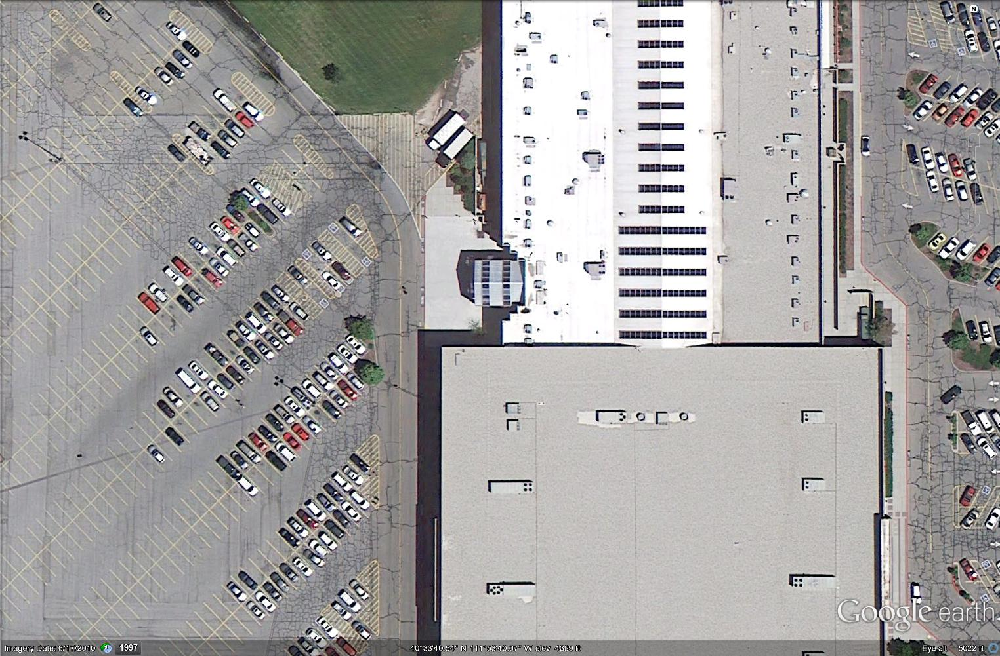 N
Google earth
Imagery Date: 6/17/2010 1997 40°33'40.54" N 111°53'40.07" W elev 4399 ft Eye alt 5022 ft